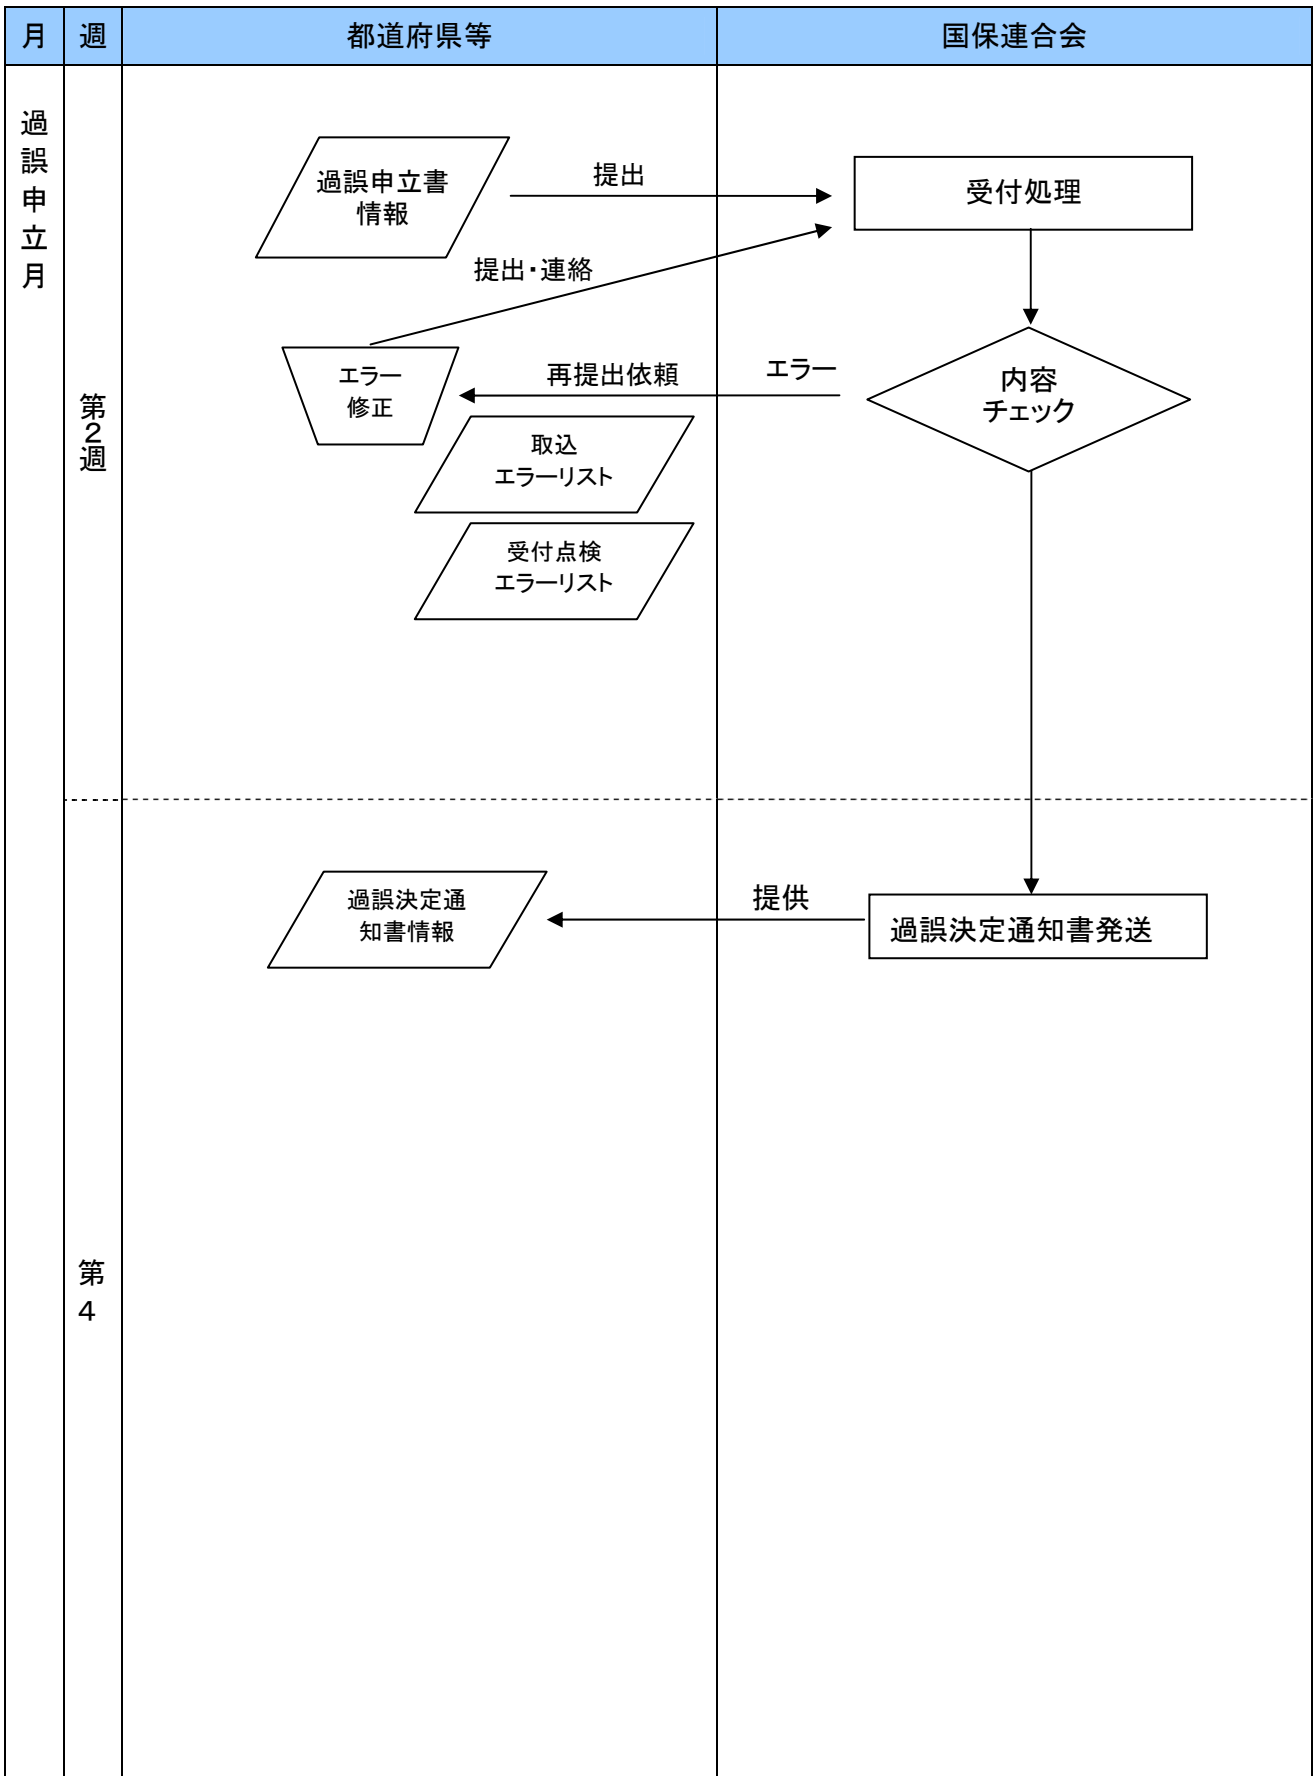 月
週
都道府県等
国保連合会
過誤申立月
第2週
過誤申立書
情報
提出
受付処理
提出・連絡
エラー
修正
再提出依頼
エラー
内容
チェック
取込
エラーリスト
受付点検
エラーリスト
第4
過誤決定通
知書情報
提供
過誤決定通知書発送